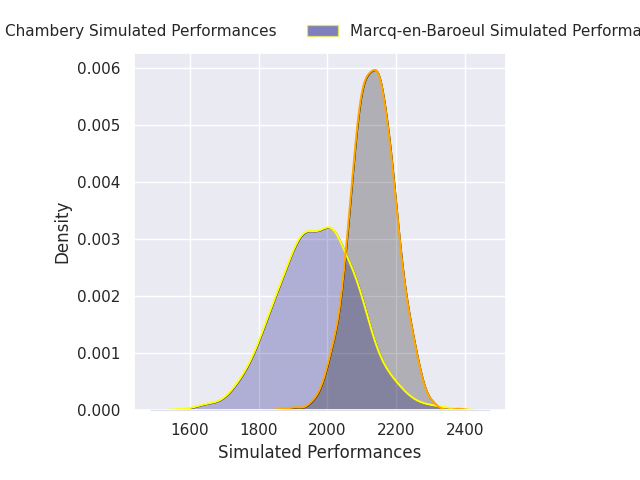 Chambery Simulated Performances
Marcq-en-Baroeul Simulated Performa
0.006
0.005
0.004
0.003
0.002
0.001
0.000
Density
1600 1800 2000 2200 2400
Simulated Performances